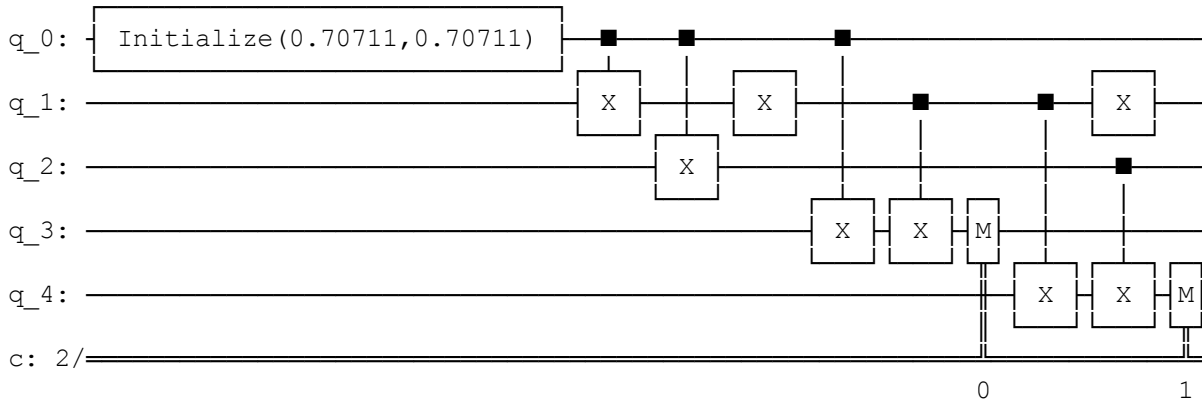 q_0: Initialize(0.70711,0.70711)
q_1: X X X
q_2: X
q_3: X X M
q_4: X X M
c: 2/
0 1